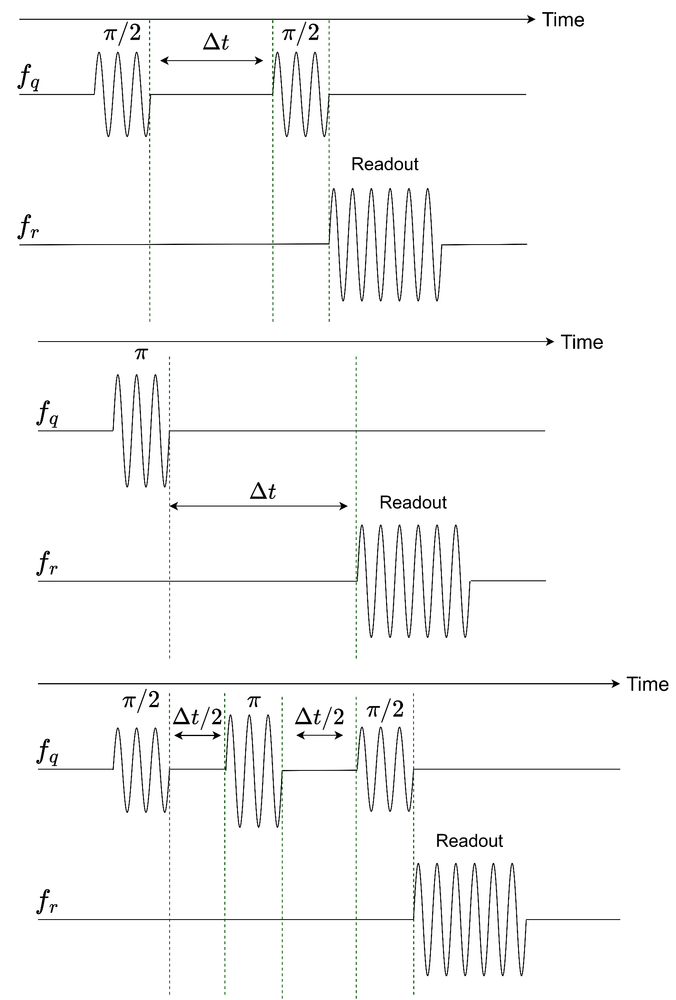 Time
π/2
Δt
π/2
f_q
Readout
f_r
Time
π
f_q
Δt
Readout
f_r
Time
π/2
Δt/2
π
Δt/2
π/2
f_q
Readout
f_r